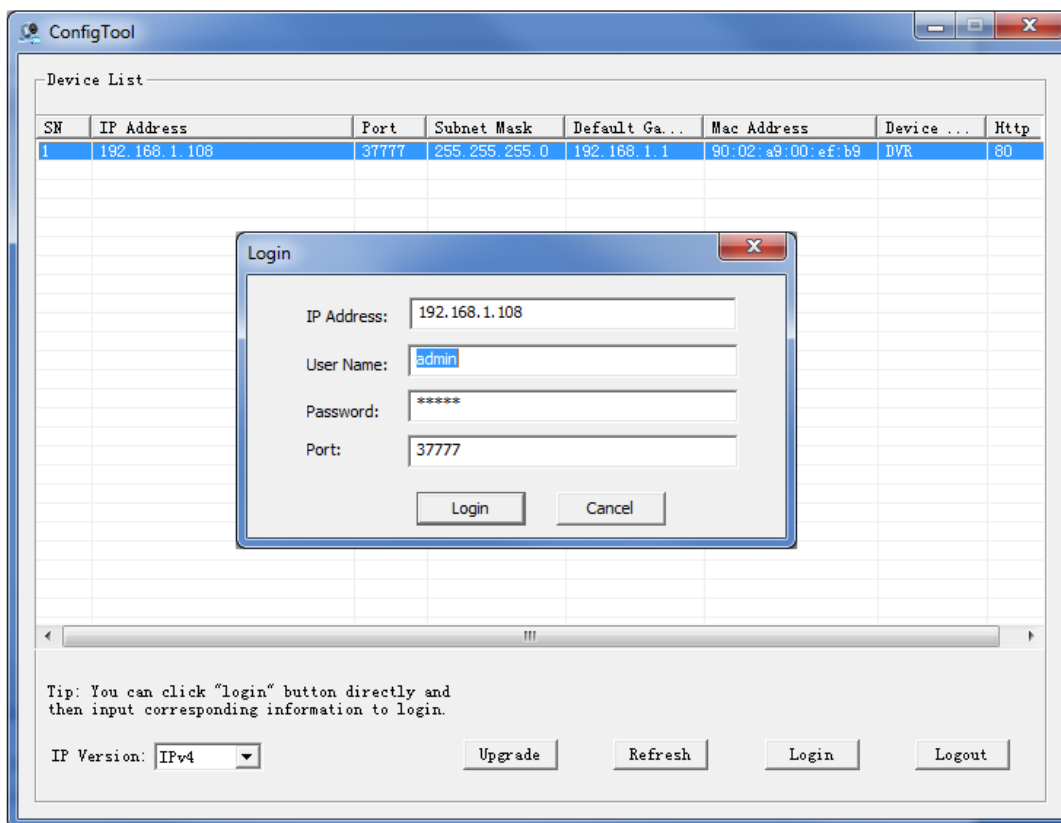 ConfigTool
Device List
SN IP Address Port Subnet Mask Default Ga... Mac Address Device ... Http
1 192.168.1.108 37777 255.255.255.0 192.168.1.1 90:02:a9:00:ef:b9 DVR 80
Login
IP Address: 192.168.1.108
User Name: admin
Password: *****
Port: 37777
Login Cancel
Tip: You can click "login" button directly and
then input corresponding information to login.
IP Version: IPv4 Upgrade Refresh Login Logout